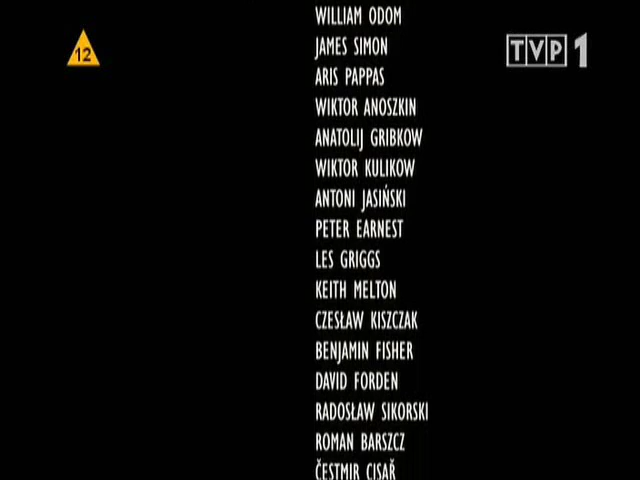 12
TVP 1
WILLIAM ODOM
JAMES SIMON
ARIS PAPPAS
WIKTOR ANOSZKIN
ANATOLIJ GRIBKOW
WIKTOR KULIKOW
ANTONI JASIŃSKI
PETER EARNEST
LES GRIGGS
KEITH MELTON
CZESŁAW KISZCZAK
BENJAMIN FISHER
DAVID FORDEN
RADOSŁAW SIKORSKI
ROMAN BARSZCZ
ČESTMIR CISAŘ